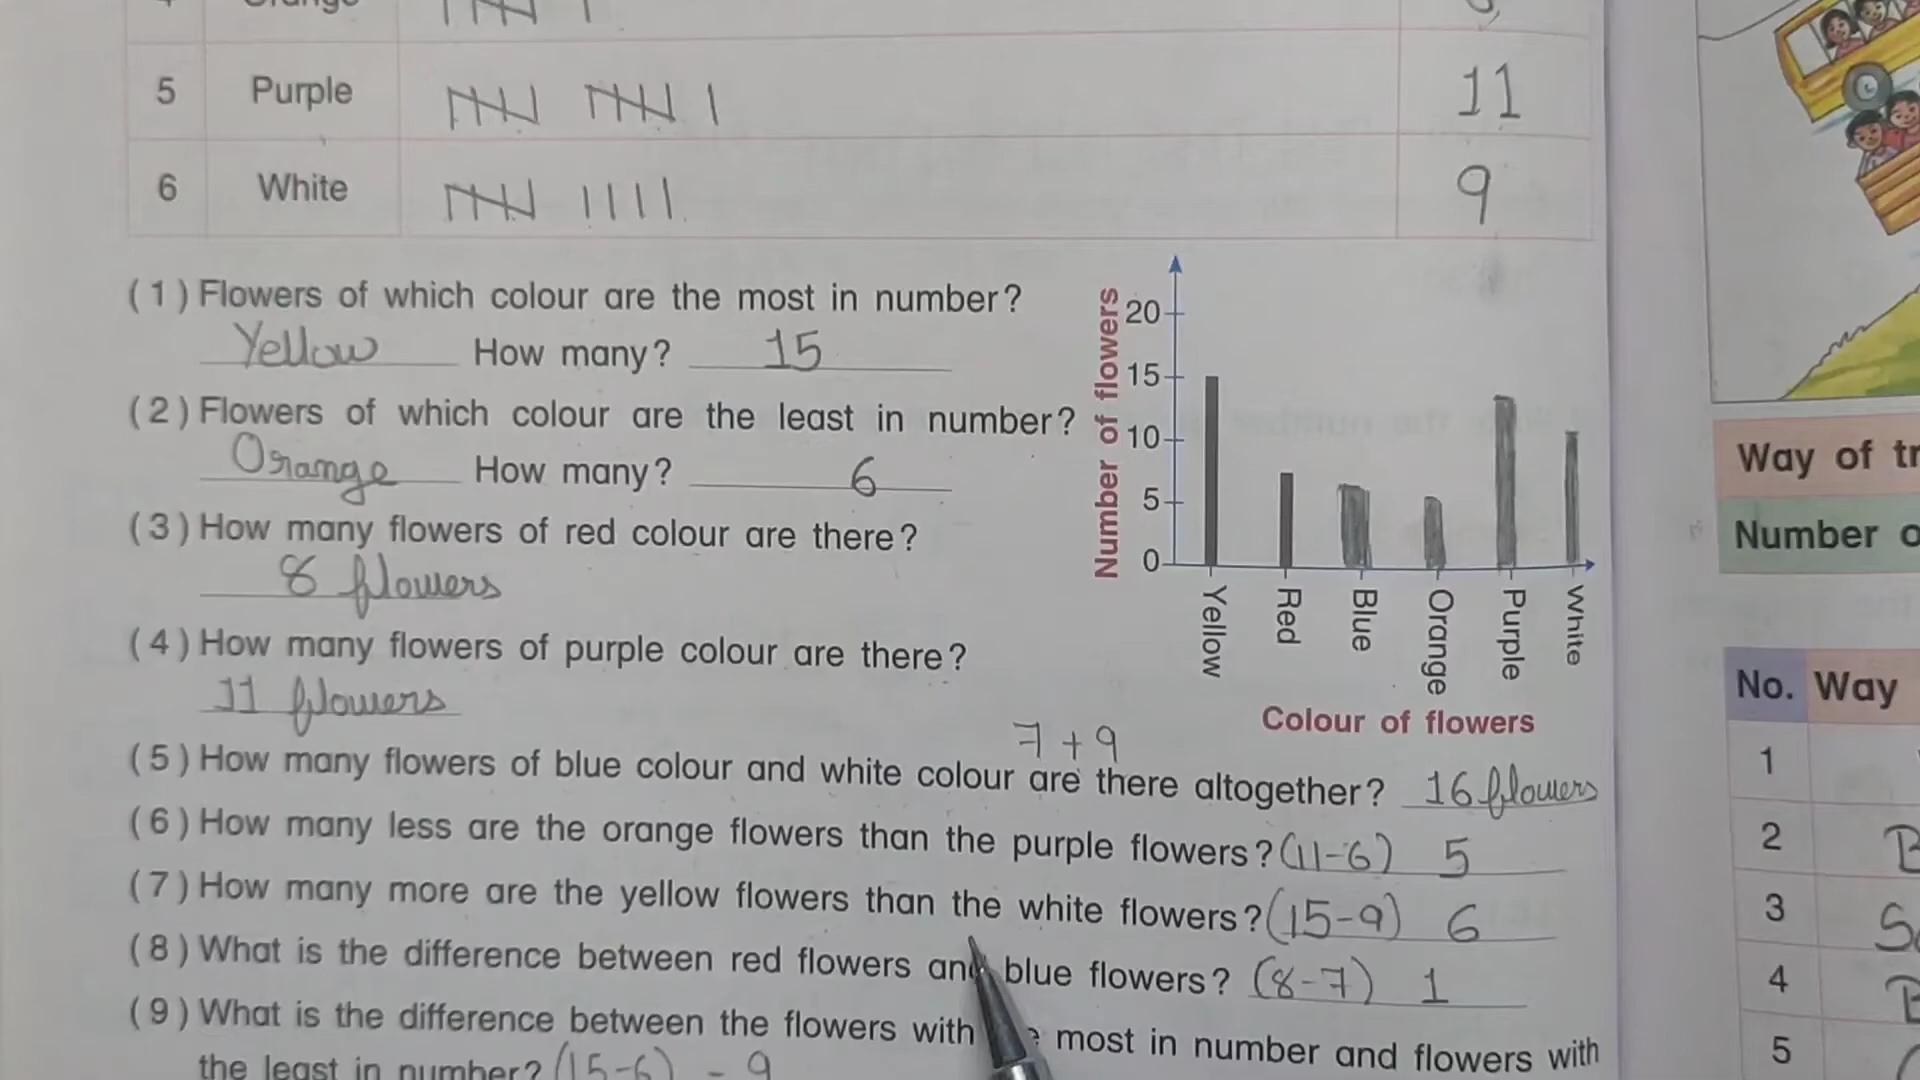 5 Purple 11
6 White 9
(1) Flowers of which colour are the most in number?
Yellow How many? 15
(2) Flowers of which colour are the least in number?
Orange How many? 6
(3) How many flowers of red colour are there?
8 flowers
(4) How many flowers of purple colour are there?
11 flowers
7+9
(5) How many flowers of blue colour and white colour are there altogether? 16 flowers
(6) How many less are the orange flowers than the purple flowers? (11-6) 5
(7) How many more are the yellow flowers than the white flowers? (15-9) 6
(8) What is the difference between red flowers and blue flowers? (8-7) 1
(9) What is the difference between the flowers with most in number and flowers with
the least in number? (15-6) - 9
Number of flowers
20
15
10
5
0
Yellow
Red
Blue
Orange
Purple
White
Colour of flowers
Way of
Number
No. Way
1
2
3
4
5